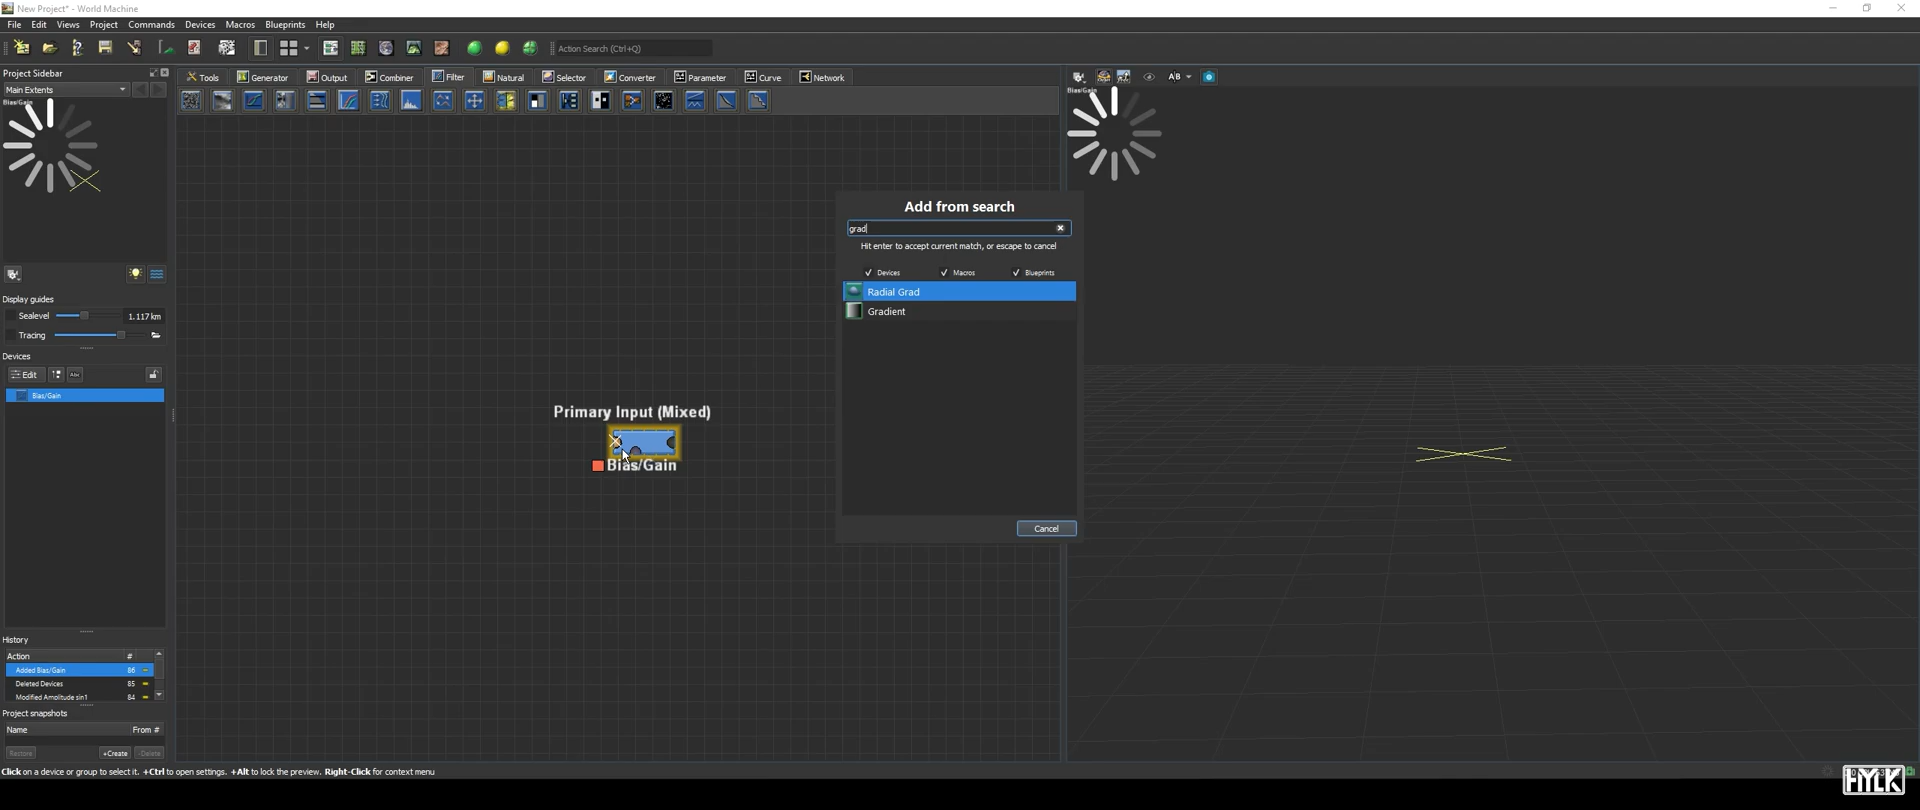 New Project* - World Machine
File Edit Views Project Commands Views Devices Macros Blueprints Help
Action Search (Ctrl+Q)
Project Sidebar
Tools Generator Output Combiner Filter Natural Selector Converter Parameter Curve Network
A|B
Main Extents
Bias/Gain
Bias/Gain
Add from search
grad
Hit enter to accept current match, or escape to cancel
Devices Macros Blueprints
Radial Grad
Gradient
Cancel
Display guides
Sealevel 1.117 km
Tracing
Devices
Edit Abc
Bias/Gain
Primary Input (Mixed)
Bias/Gain
History
Action #
Added Bias/Gain 86
Deleted Devices 85
Modified Amplitude sin1 84
Project snapshots
Name From #
Restore +Create -Delete
Click on a device or group to select it. +Ctrl to open settings. +Alt to lock the preview. Right-Click for context menu
HYLK